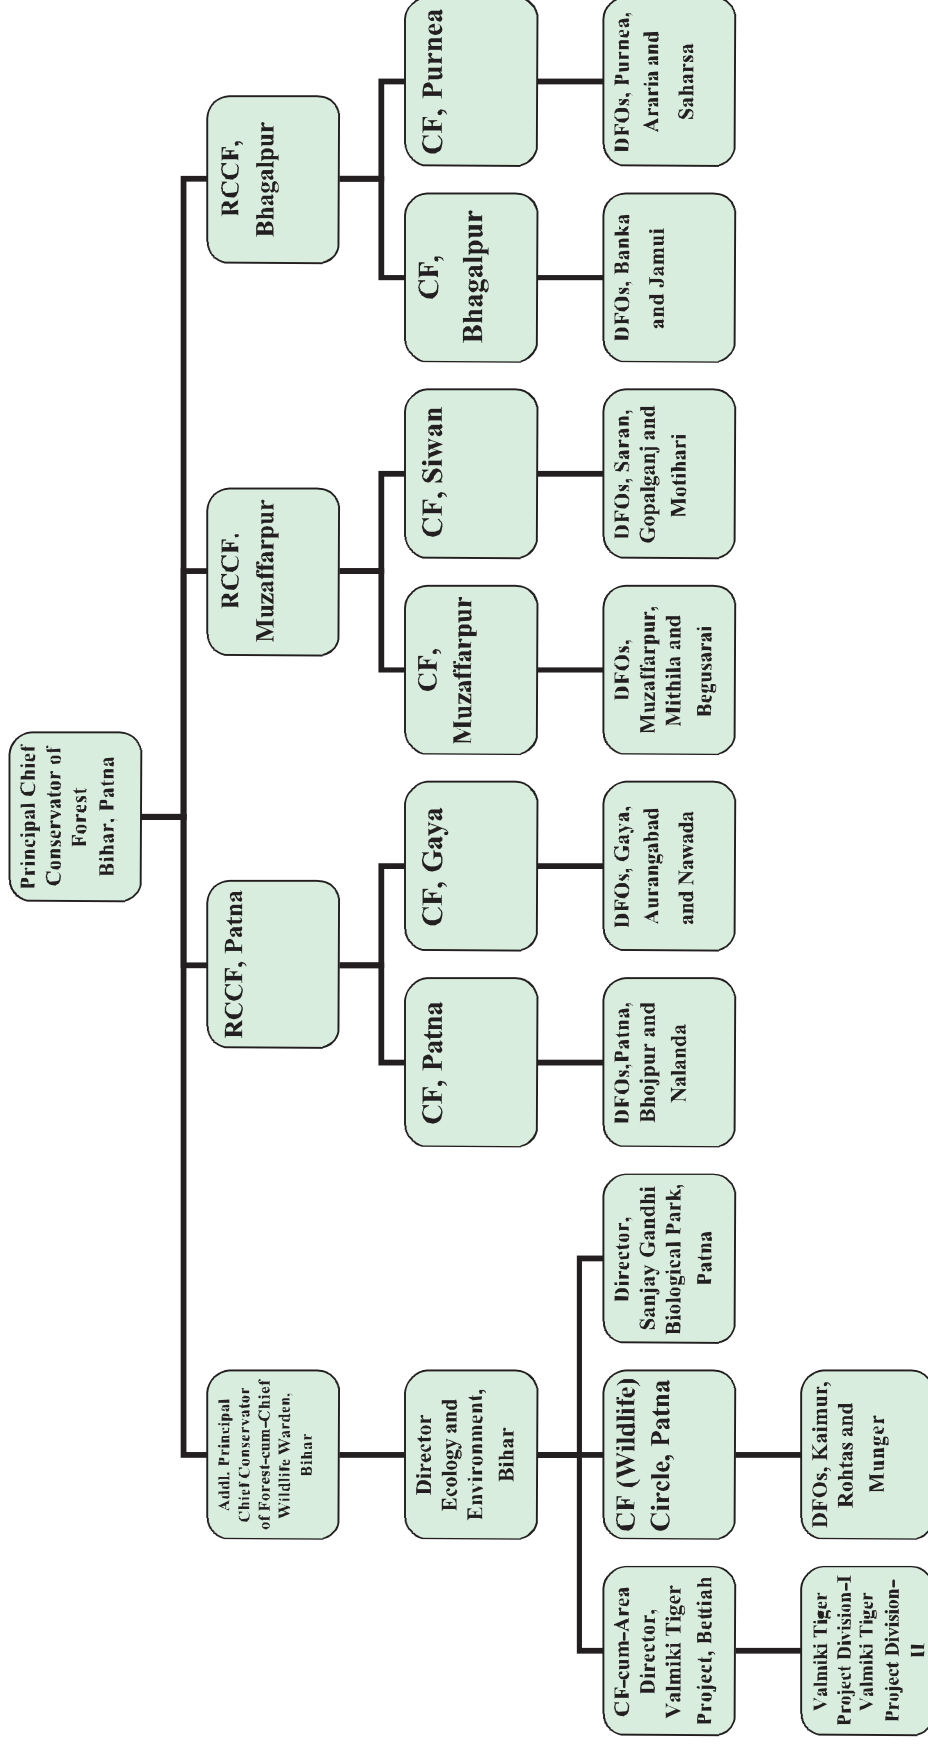 Principal Chief
Conservator of
Forest
Bihar, Patna
Addl. Principal
Chief Conservator
of Forest-cum-Chief
Wildlife Warden,
Bihar
RCCF, Patna
RCCF.
Muzaffarpur
RCCF,
Bhagalpur
Director
Ecology and
Environment,
Bihar
CF, Patna
CF, Gaya
CF,
Muzaffarpur
CF, Siwan
CF,
Bhagalpur
CF, Purnea
CF-cum-Area
Director,
Valmiki Tiger
Project, Bettiah
CF (Wildlife)
Circle, Patna
Director,
Sanjay Gandhi
Biological Park,
Patna
DFOs,Patna,
Bhojpur and
Nalanda
DFOs, Gaya,
Aurangabad
and Nawada
DFOs,
Muzaffarpur,
Mithila and
Begusarai
DFOs, Saran,
Gopalganj and
Motihari
DFOs, Banka
and Jamui
DFOs, Purnea,
Araria and
Saharsa
Valmiki Tiger
Project Division-I
Valmiki Tiger
Project Division-
II
DFOs, Kaimur,
Rohtas and
Munger